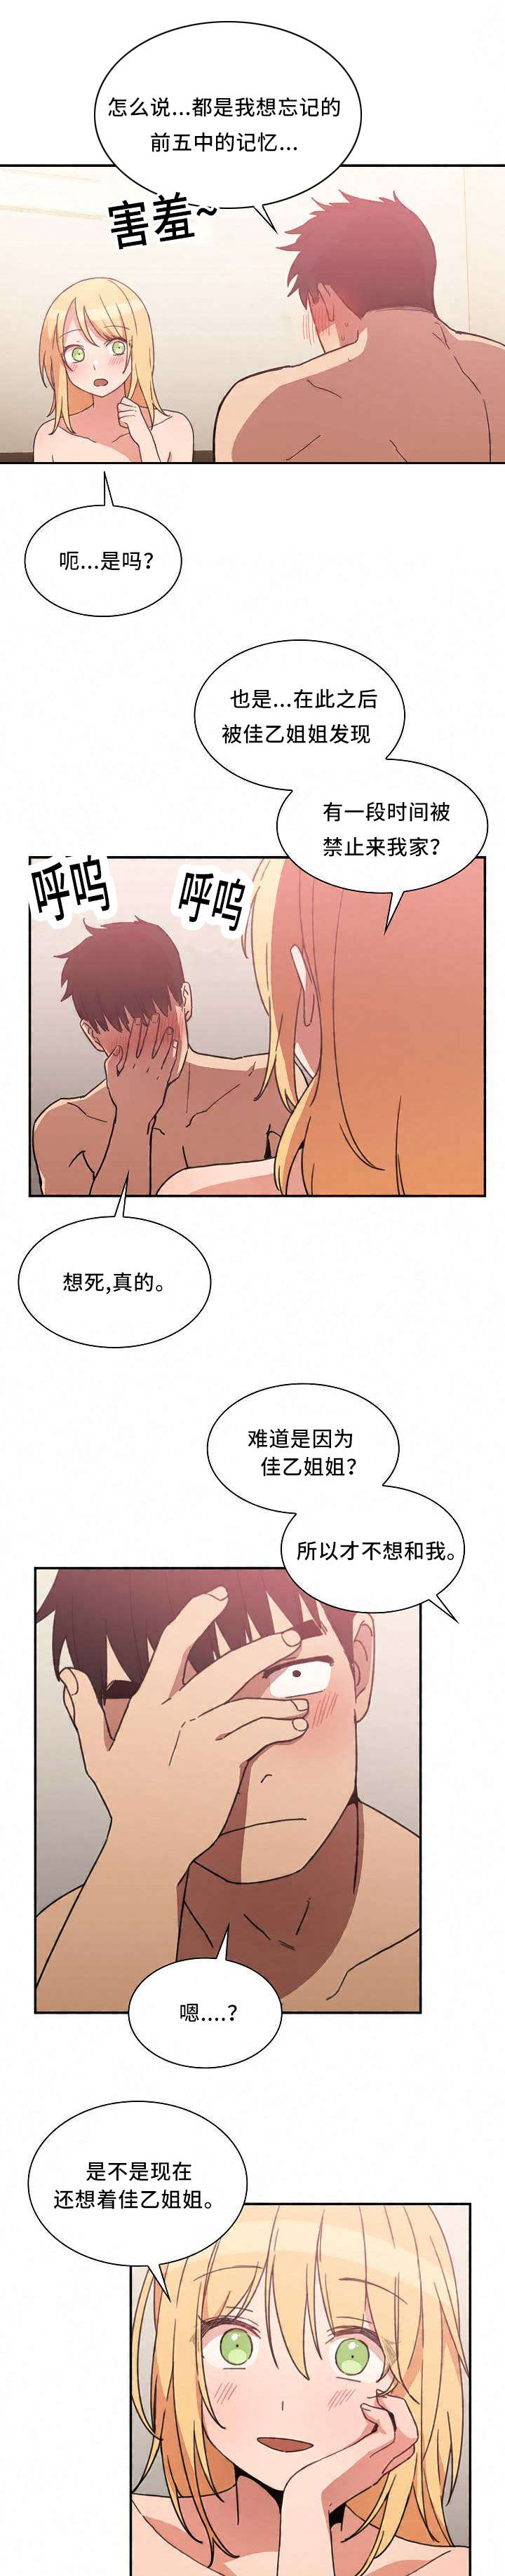 怎么说...都是我想忘记的
前五中的记忆...
害羞~
呃...是吗?
也是...在此之后
被佳乙姐姐发现
有一段时间被
禁止来我家?
呼呜
呼呜
想死,真的。
难道是因为
佳乙姐姐?
所以才不想和我。
嗯....?
是不是现在
还想着佳乙姐姐。